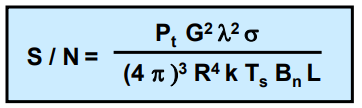 S / N = Pₜ G² λ² σ
(4 π )³ R⁴ k Tₛ Bₙ L